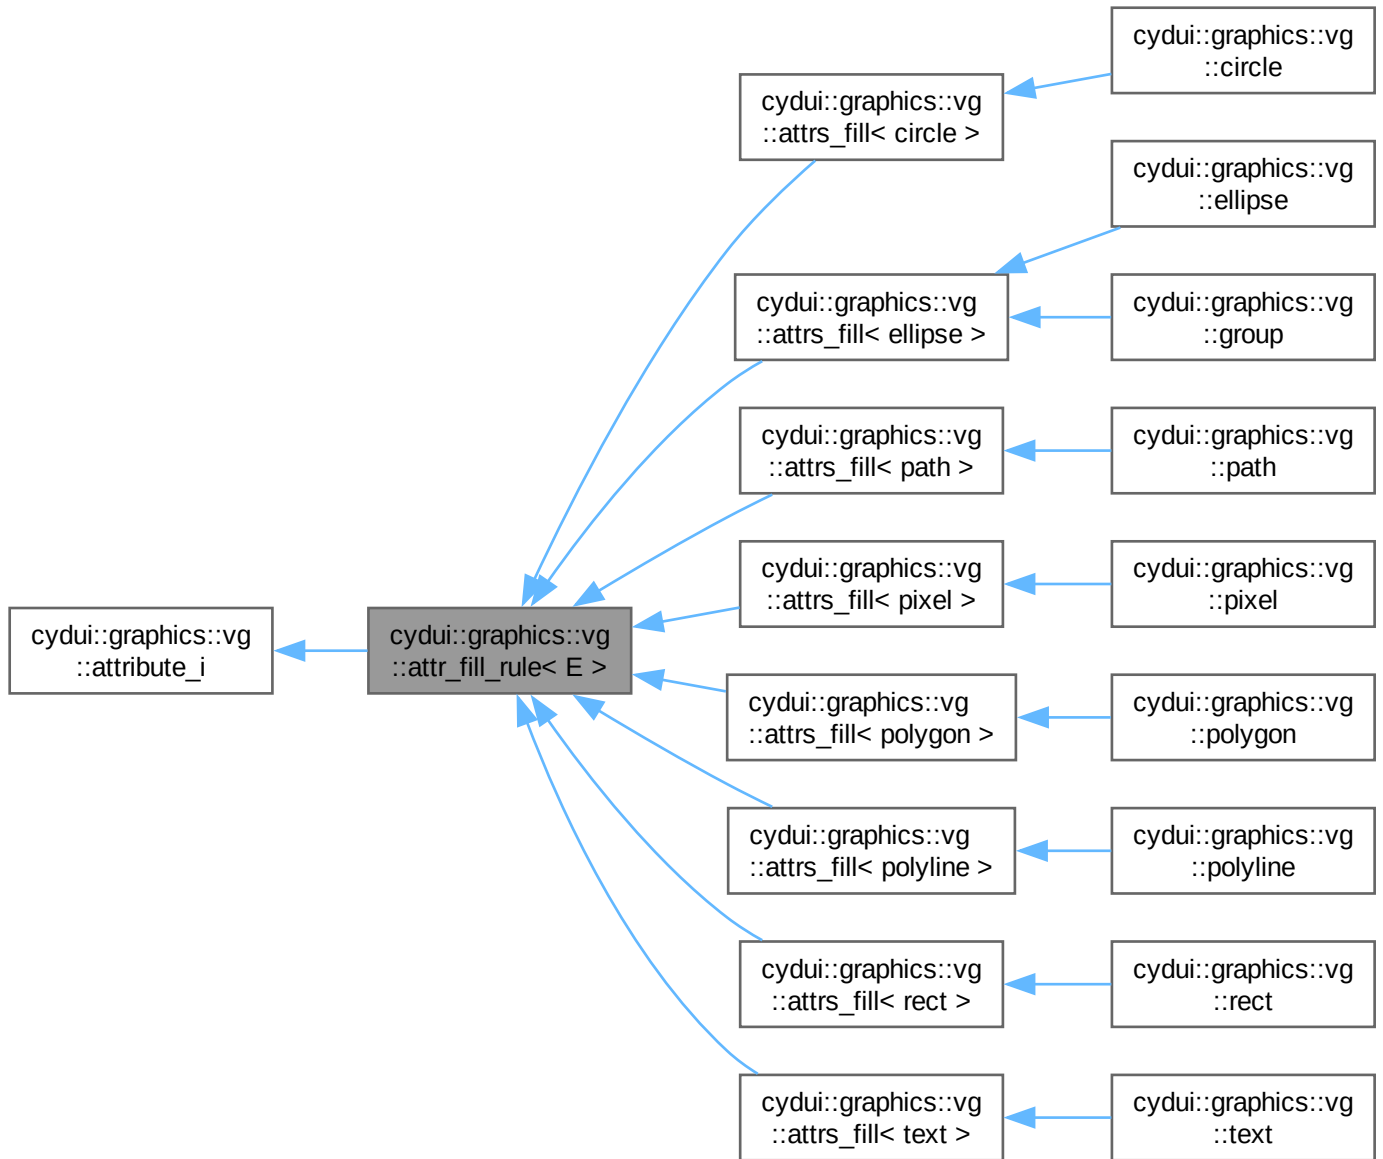 cydui::graphics::vg
::circle
cydui::graphics::vg
::attrs_fill< circle >
cydui::graphics::vg
::ellipse
cydui::graphics::vg
::attrs_fill< ellipse >
cydui::graphics::vg
::group
cydui::graphics::vg
::attrs_fill< path >
cydui::graphics::vg
::path
cydui::graphics::vg
::attrs_fill< pixel >
cydui::graphics::vg
::pixel
cydui::graphics::vg
::attribute_i
cydui::graphics::vg
::attr_fill_rule< E >
cydui::graphics::vg
::attrs_fill< polygon >
cydui::graphics::vg
::polygon
cydui::graphics::vg
::attrs_fill< polyline >
cydui::graphics::vg
::polyline
cydui::graphics::vg
::attrs_fill< rect >
cydui::graphics::vg
::rect
cydui::graphics::vg
::attrs_fill< text >
cydui::graphics::vg
::text